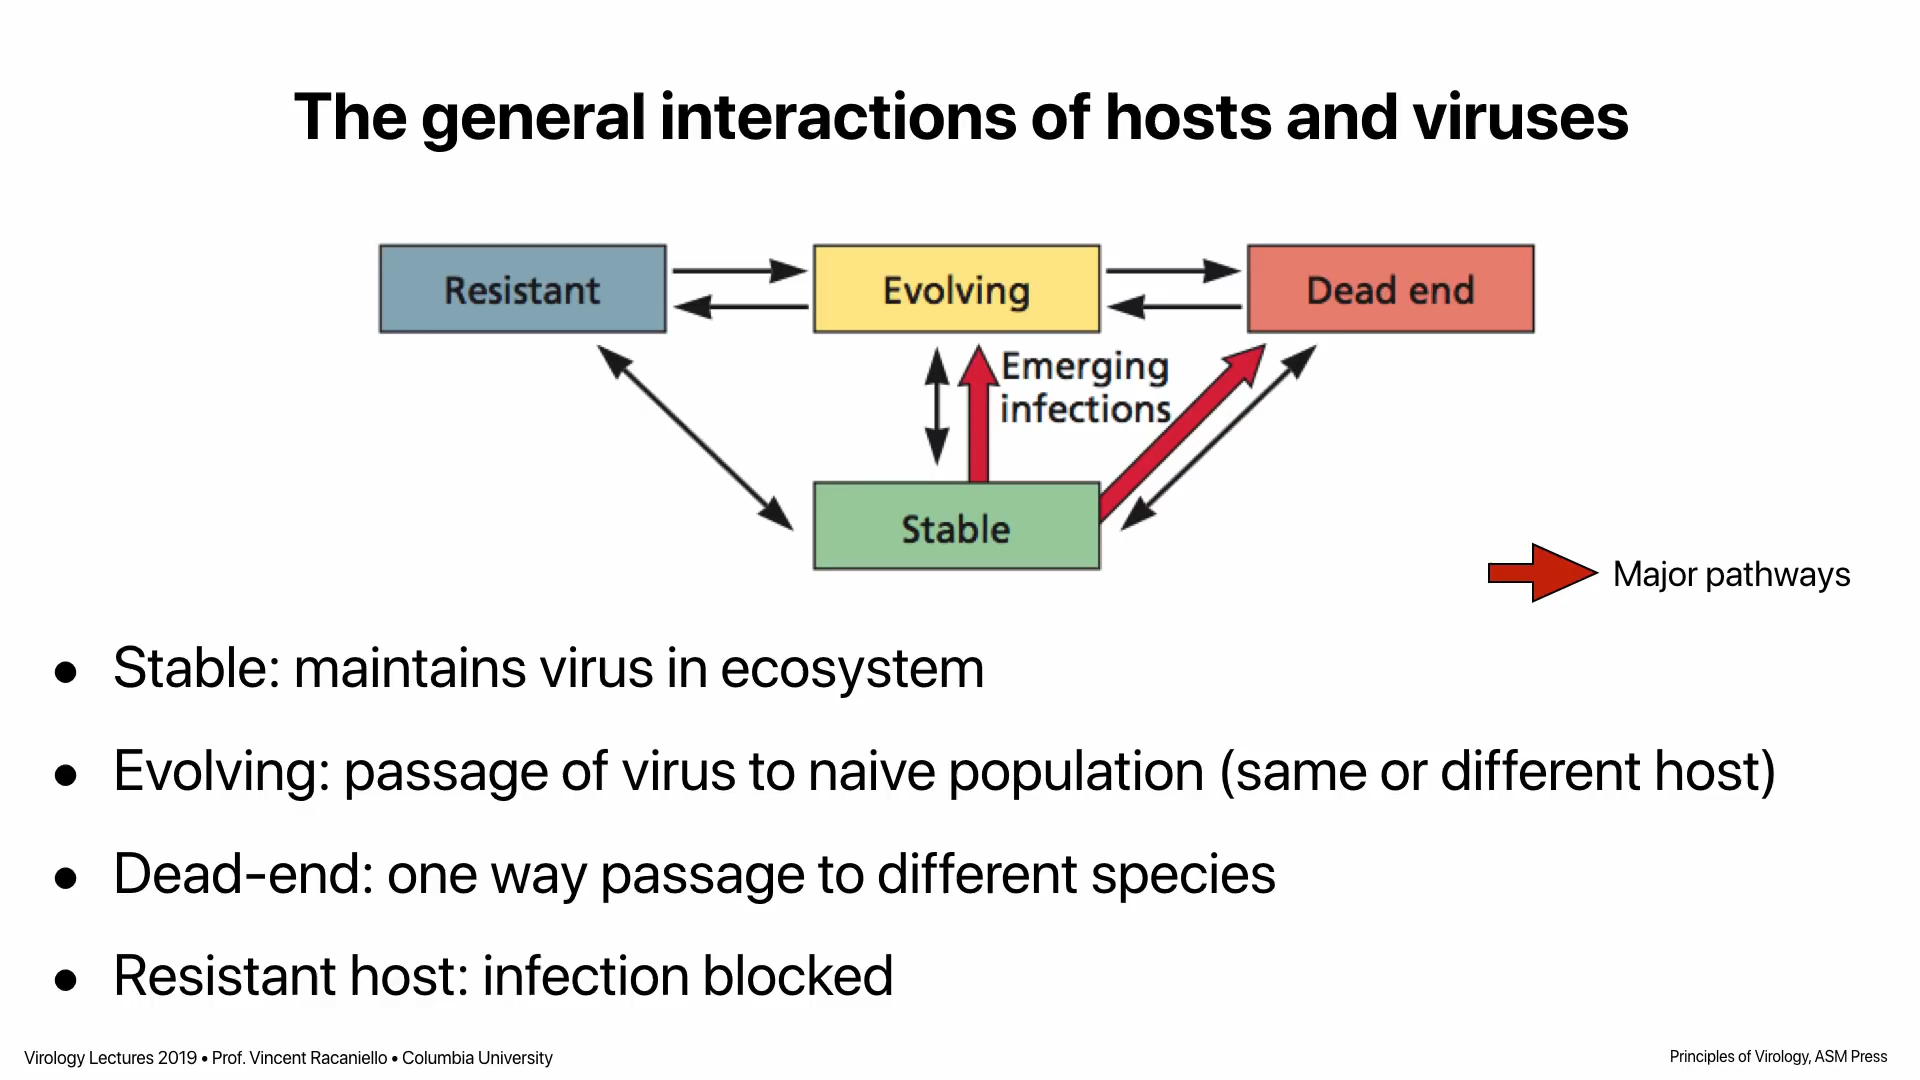 The general interactions of hosts and viruses
Resistant
Evolving
Dead end
Emerging
infections
Stable
Major pathways
• Stable: maintains virus in ecosystem
• Evolving: passage of virus to naive population (same or different host)
• Dead-end: one way passage to different species
• Resistant host: infection blocked
Virology Lectures 2019 • Prof. Vincent Racaniello • Columbia University
Principles of Virology, ASM Press